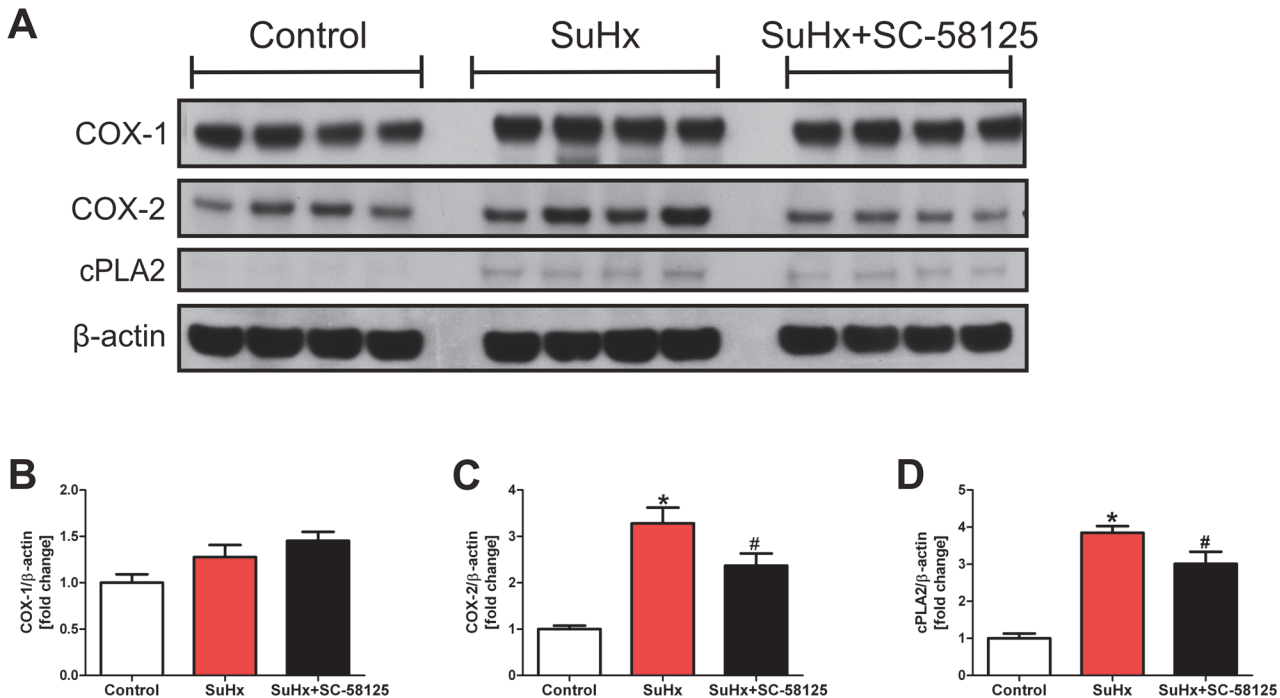 A
Control SuHx SuHx+SC-58125
COX-1
COX-2
cPLA2
β-actin
B
COX-1/β-actin
[fold change]
2.0
1.5
1.0
0.5
0.0
Control SuHx SuHx+SC-58125
C
COX-2/β-actin
[fold change]
4
3
2
1
0
*
#
Control SuHx SuHx+SC-58125
D
cPLA2/β-actin
[fold change]
5
4
3
2
1
0
*
#
Control SuHx SuHx+SC-58125